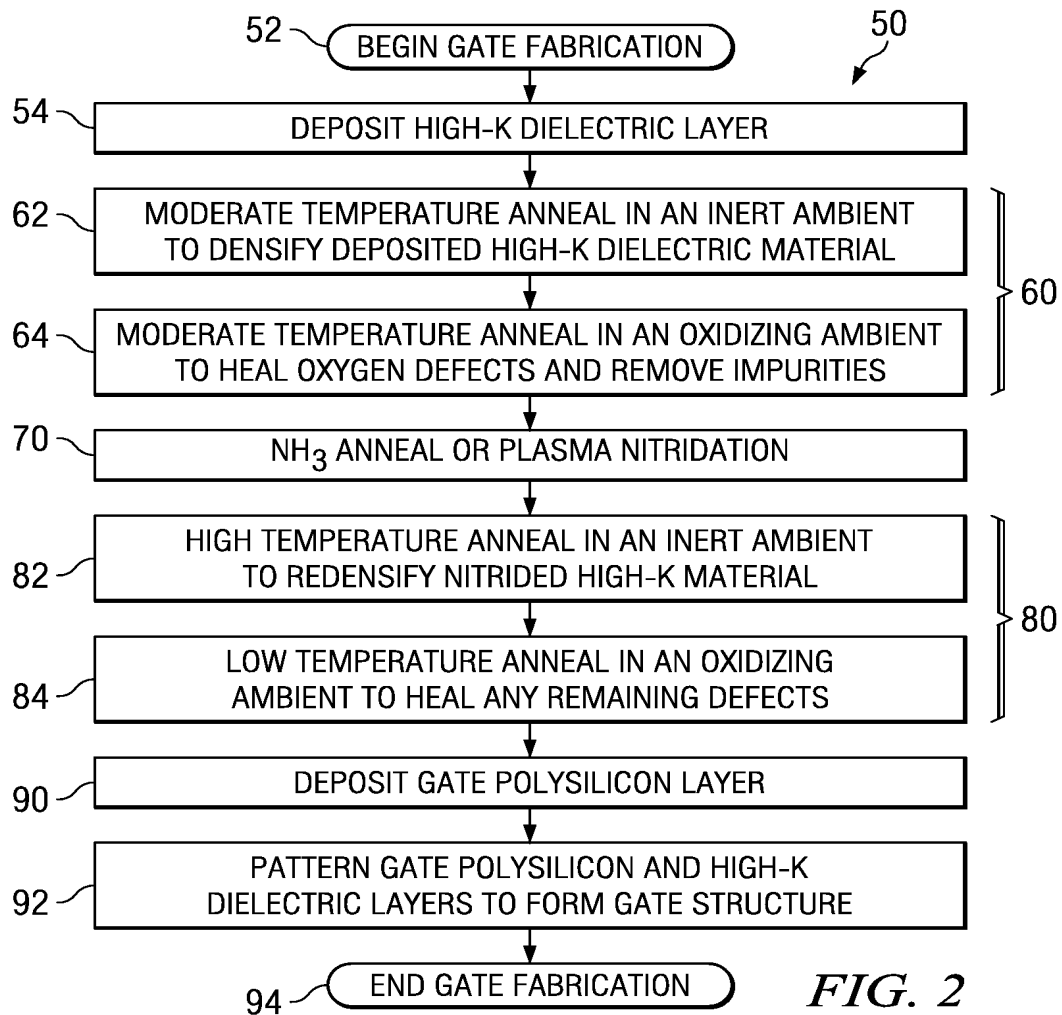 52
BEGIN GATE FABRICATION
50
54
DEPOSIT HIGH-K DIELECTRIC LAYER
62
MODERATE TEMPERATURE ANNEAL IN AN INERT AMBIENT
TO DENSIFY DEPOSITED HIGH-K DIELECTRIC MATERIAL
60
64
MODERATE TEMPERATURE ANNEAL IN AN OXIDIZING AMBIENT
TO HEAL OXYGEN DEFECTS AND REMOVE IMPURITIES
70
NH3 ANNEAL OR PLASMA NITRIDATION
82
HIGH TEMPERATURE ANNEAL IN AN INERT AMBIENT
TO REDENSIFY NITRIDED HIGH-K MATERIAL
80
84
LOW TEMPERATURE ANNEAL IN AN OXIDIZING
AMBIENT TO HEAL ANY REMAINING DEFECTS
90
DEPOSIT GATE POLYSILICON LAYER
92
PATTERN GATE POLYSILICON AND HIGH-K
DIELECTRIC LAYERS TO FORM GATE STRUCTURE
94
END GATE FABRICATION
FIG. 2